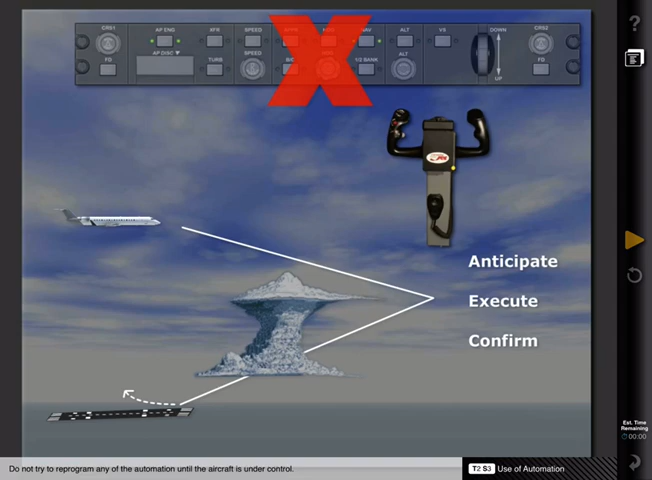 CRS1
AP ENG
XFR
SPEED
NAV
ALT
VS
DOWN
CRS2
FD
AP DISC ▼
TURB
SPEED
1/2 BANK
ALT
UP
FD
Anticipate
Execute
Confirm
?
Est. Time
Remaining
00:00
Do not try to reprogram any of the automation until the aircraft is under control.
T2 S3 Use of Automation